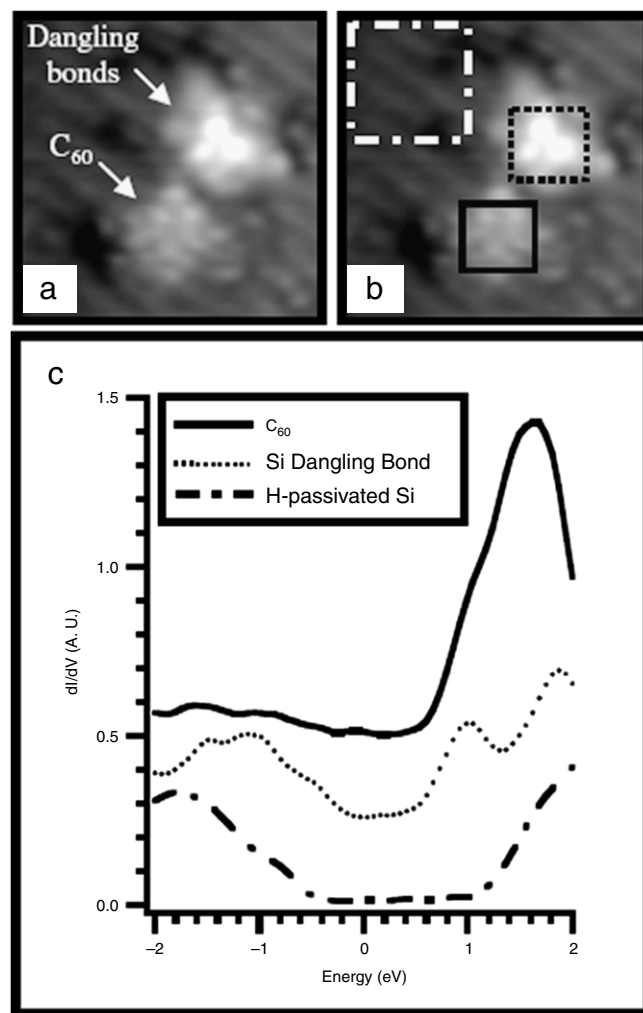 Dangling
bonds
C₆₀
a
b
c
1.5
1.0
0.5
0.0
dI/dV (A. U.)
C₆₀
Si Dangling Bond
H-passivated Si
–2
–1
0
1
2
Energy (eV)